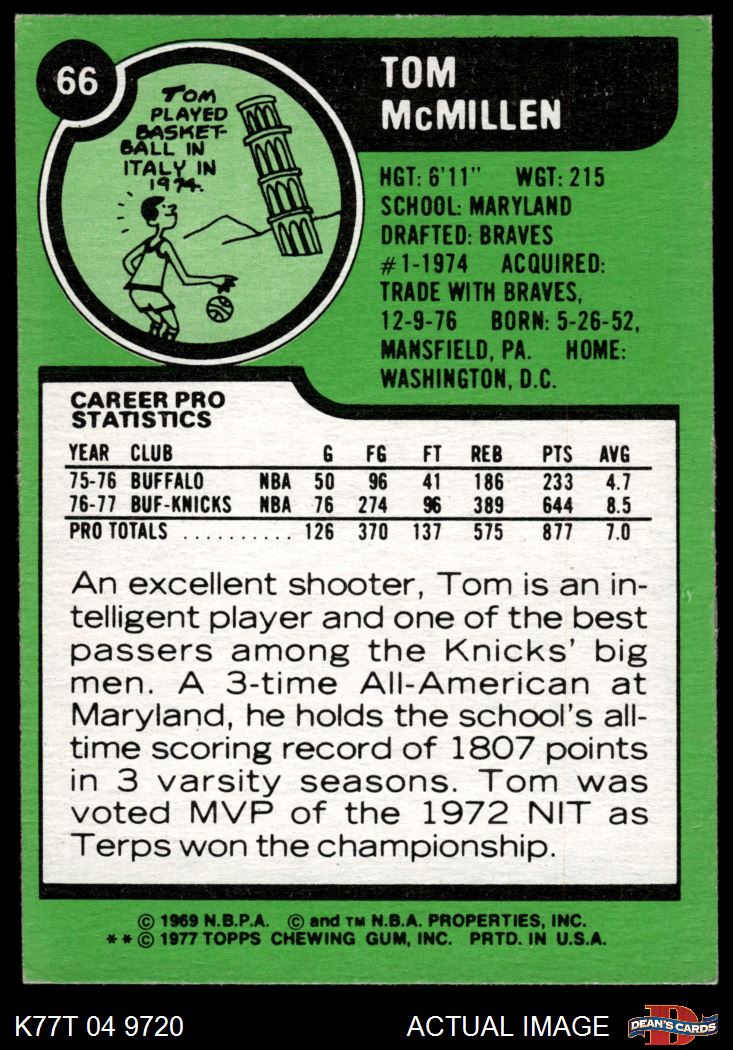 66
TOM
McMILLEN
TOM
PLAYED
BASKET-
BALL IN
ITALY IN
1974.
HGT: 6'11" WGT: 215
SCHOOL: MARYLAND
DRAFTED: BRAVES
#1-1974 ACQUIRED:
TRADE WITH BRAVES,
12-9-76 BORN: 5-26-52,
MANSFIELD, PA. HOME:
WASHINGTON, D.C.
CAREER PRO
STATISTICS
YEAR CLUB G FG FT REB PTS AVG
75-76 BUFFALO NBA 50 96 41 186 233 4.7
76-77 BUF-KNICKS NBA 76 274 96 389 644 8.5
PRO TOTALS .......... 126 370 137 575 877 7.0
An excellent shooter, Tom is an in-
telligent player and one of the best
passers among the Knicks' big
men. A 3-time All-American at
Maryland, he holds the school's all-
time scoring record of 1807 points
in 3 varsity seasons. Tom was
voted MVP of the 1972 NIT as
Terps won the championship.
© 1969 N.B.P.A. © and TM N.B.A. PROPERTIES, INC.
**© 1977 TOPPS CHEWING GUM, INC. PRTD. IN U.S.A.
K77T 04 9720 ACTUAL IMAGE
D
DEAN'S CARDS